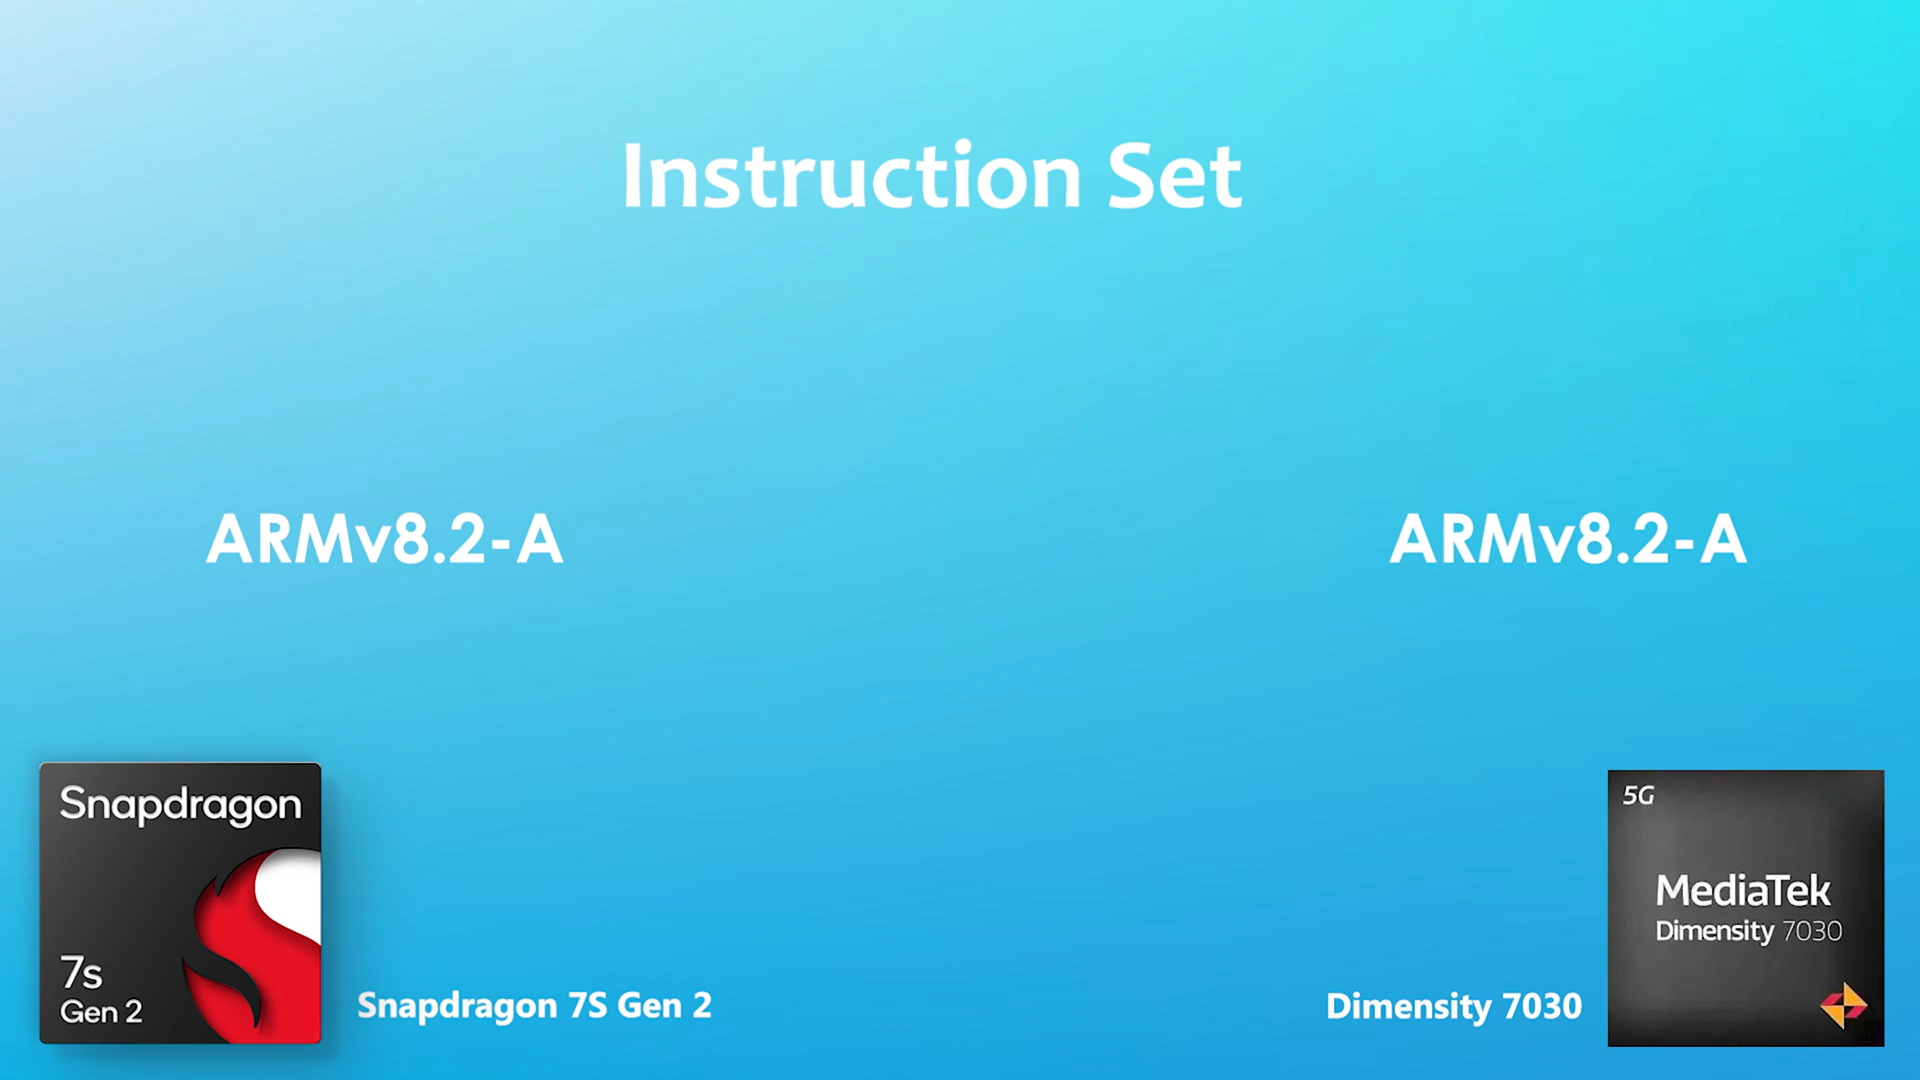 Instruction Set
ARMv8.2-A
ARMv8.2-A
Snapdragon
7s
Gen 2
Snapdragon 7S Gen 2
Dimensity 7030
5G
MediaTek
Dimensity 7030